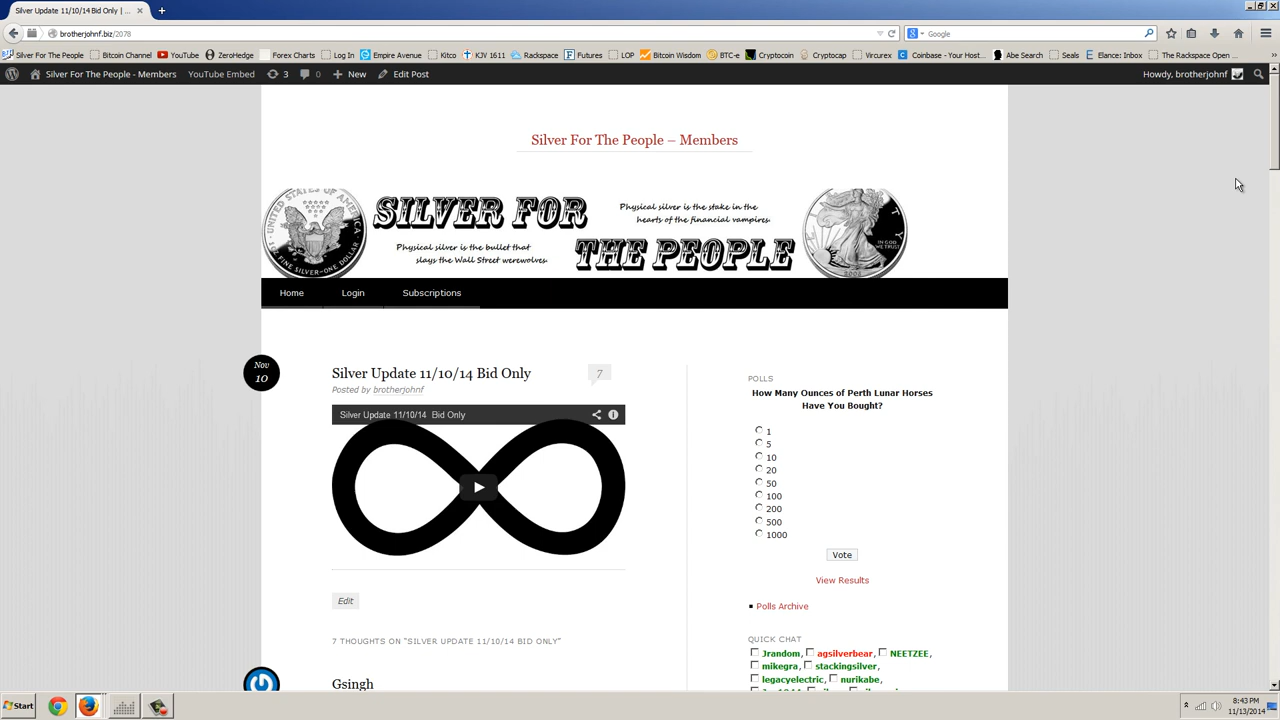 Silver Update 11/10/14 Bid Only | ...
brotherjohnf.biz/2078
Google
Silver For The People Bitcoin Channel YouTube ZeroHedge Forex Charts Log In Empire Avenue Kitco KJV 1611 Rackspace Futures LOP Bitcoin Wisdom BTC-e Cryptocoin Cryptocap Vircurex Coinbase - Your Host... Abe Search Seals Elance: Inbox The Rackspace Open ...
Silver For The People - Members YouTube Embed 3 0 New Edit Post Howdy, brotherjohnf
Silver For The People – Members
SILVER FOR
THE PEOPLE
Physical silver is the stake in the
hearts of the financial vampires.
Physical silver is the bullet that
slays the Wall Street werewolves.
Home Login Subscriptions
Nov
10
Silver Update 11/10/14 Bid Only
7
Posted by brotherjohnf
Silver Update 11/10/14 Bid Only
Edit
7 THOUGHTS ON “SILVER UPDATE 11/10/14 BID ONLY”
Gsingh
POLLS
How Many Ounces of Perth Lunar Horses
Have You Bought?
1
5
10
20
50
100
200
500
1000
Vote
View Results
Polls Archive
QUICK CHAT
Jrandom, agsilverbear, NEETZEE,
mikegra, stackingsilver,
legacyelectric, nurikabe,
Start
8:43 PM
11/13/2014